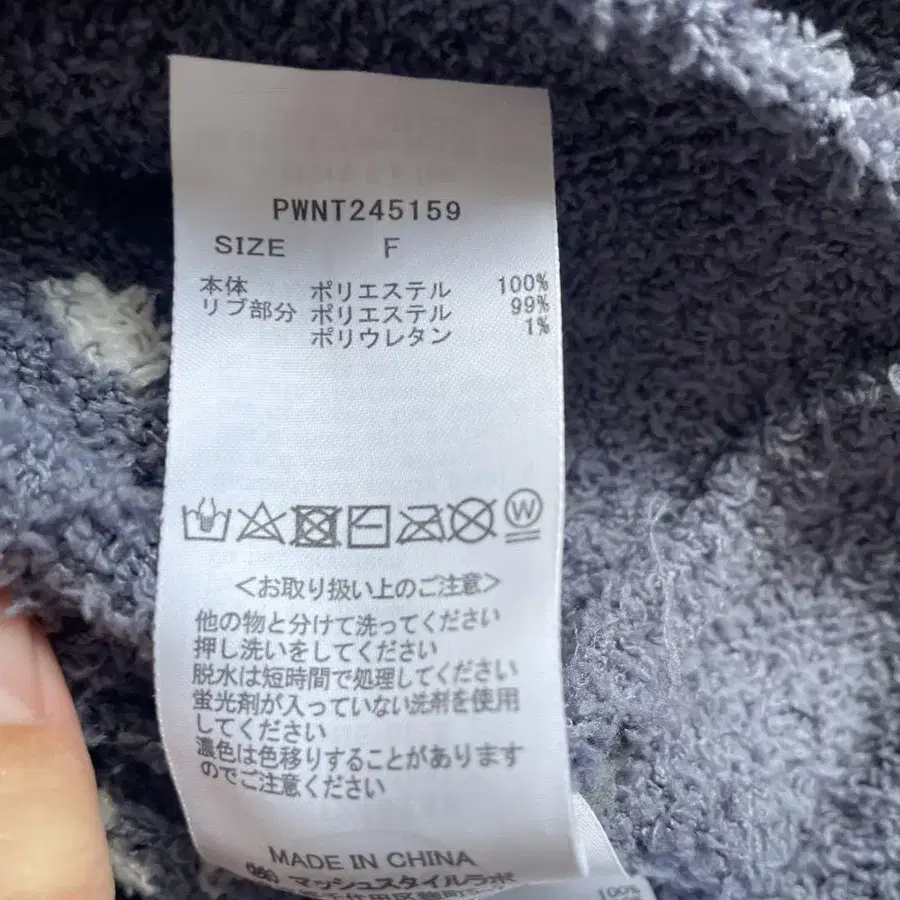 PWNT245159
SIZE F
本体 ポリエステル 100%
リブ部分 ポリエステル 99%
ポリウレタン 1%
W
<お取り扱い上のご注意>
他の物と分けて洗ってください
押し洗いをしてください
脱水は短時間で処理してください
蛍光剤が入っていない洗剤を使用
してください
濃色は色移りすることがあります
のでご注意ください
MADE IN CHINA
マッシュスタイルラボ
千代田区麹町
100%